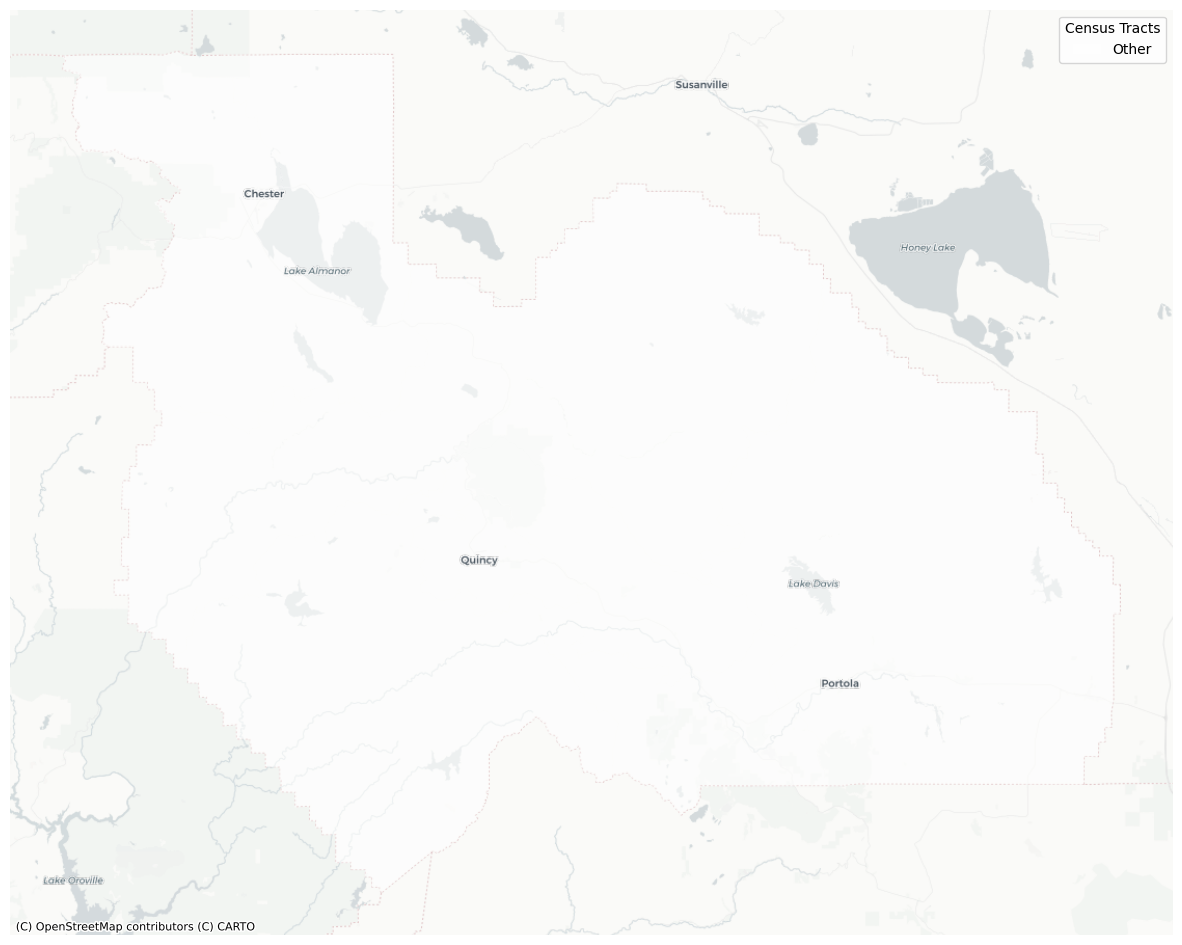 Census Tracts
Other
Susanville
Chester
Honey Lake
Lake Almanor
Quincy
Lake Davis
Portola
Lake Oroville
(C) OpenStreetMap contributors (C) CARTO